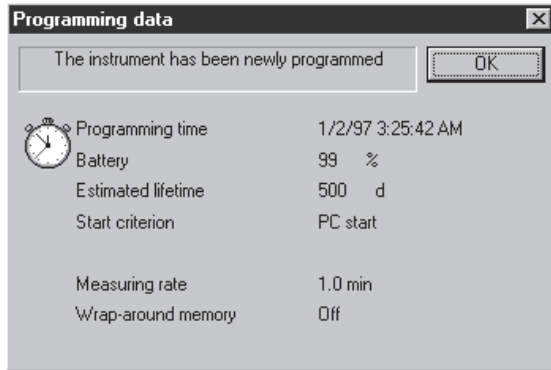 Programming data
The instrument has been newly programmed
OK
Programming time 1/2/97 3:25:42 AM
Battery 99 %
Estimated lifetime 500 d
Start criterion PC start
Measuring rate 1.0 min
Wrap-around memory Off